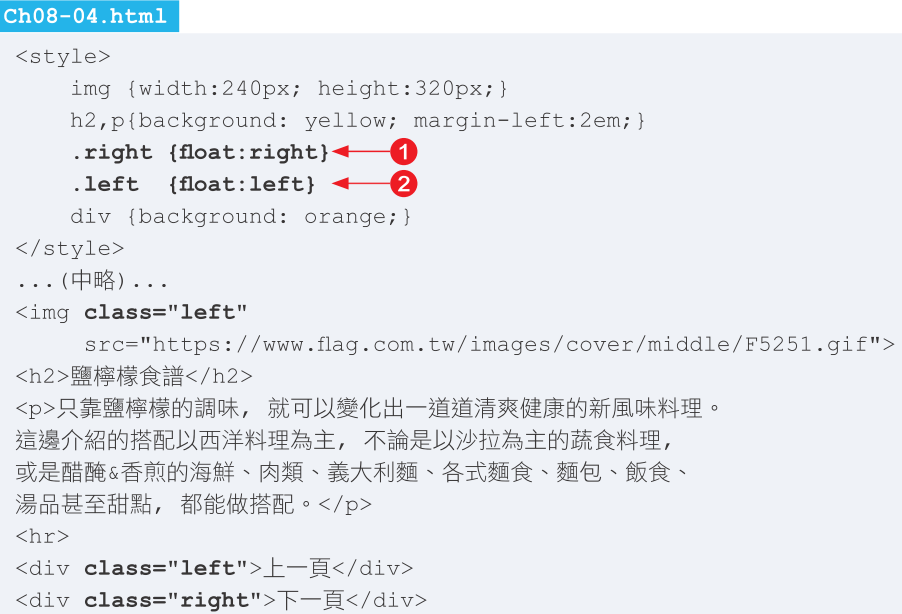 Ch08-04.html
<style>
    img {width:240px; height:320px;}
    h2,p{background: yellow; margin-left:2em;}
    .right {float:right} 1
    .left  {float:left} 2
    div {background: orange;}
</style>
...(中略)...
<img class="left"
     src="https://www.flag.com.tw/images/cover/middle/F5251.gif">
<h2>鹽檸檬食譜</h2>
<p>只靠鹽檸檬的調味, 就可以變化出一道道清爽健康的新風味料理。
這邊介紹的搭配以西洋料理為主, 不論是以沙拉為主的蔬食料理,
或是醋醃&香煎的海鮮、肉類、義大利麵、各式麵食、麵包、飯食、
湯品甚至甜點, 都能做搭配。</p>
<hr>
<div class="left">上一頁</div>
<div class="right">下一頁</div>